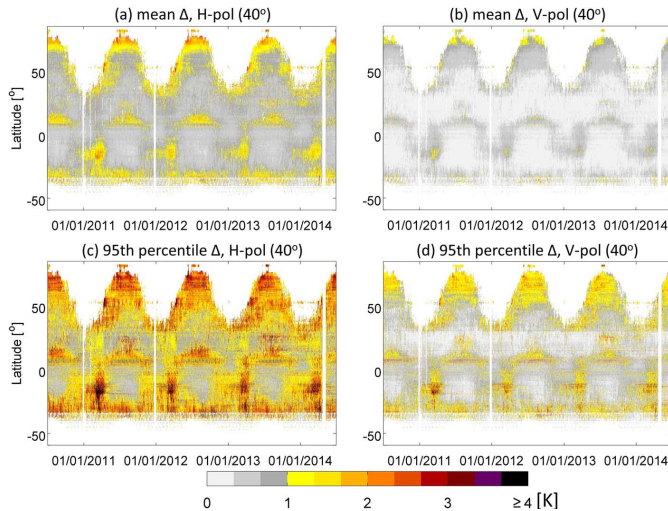 (a) mean Δ, H-pol (40°)
(b) mean Δ, V-pol (40°)
Latitude [°]
50
0
-50
50
0
-50
01/01/2011 01/01/2012 01/01/2013 01/01/2014
01/01/2011 01/01/2012 01/01/2013 01/01/2014
(c) 95th percentile Δ, H-pol (40°)
(d) 95th percentile Δ, V-pol (40°)
Latitude [°]
50
0
-50
50
0
-50
01/01/2011 01/01/2012 01/01/2013 01/01/2014
01/01/2011 01/01/2012 01/01/2013 01/01/2014
0 1 2 3 ≥4 [K]